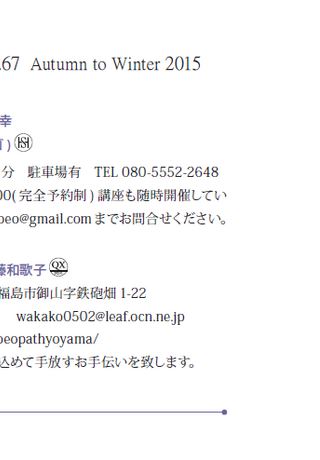 .67 Autumn to Winter 2015
幸
)
分　駐車場有　TEL 080-5552-2648
00(完全予約制)講座も随時開催してい
oeo@gmail.comまでお問合せください。
藤和歌子 QX
福島市御山字鉄砲畑 1-22
wakako0502@leaf.ocn.ne.jp
oeopathyoyama/
込めて手放すお手伝いを致します。